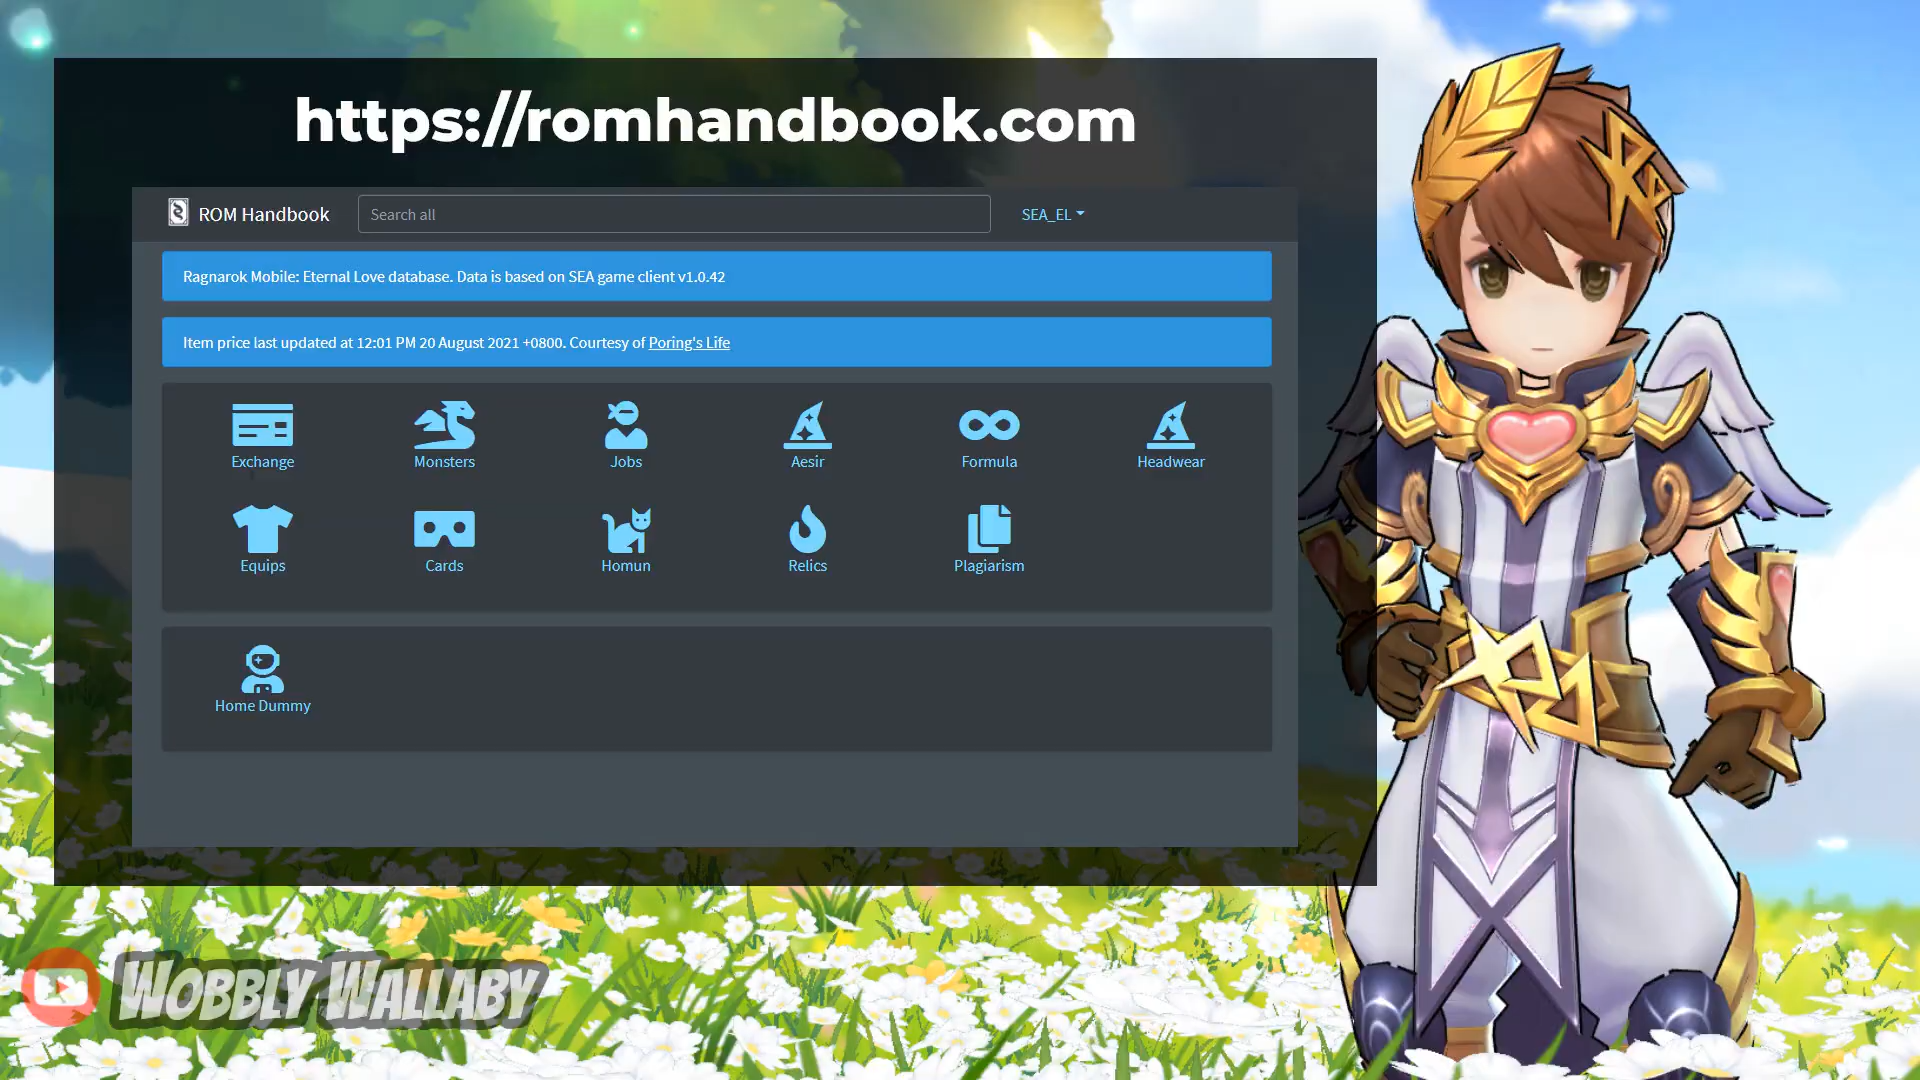 https://romhandbook.com
ROM Handbook
Search all
SEA_EL
Ragnarok Mobile: Eternal Love database. Data is based on SEA game client v1.0.42
Item price last updated at 12:01 PM 20 August 2021 +0800. Courtesy of Poring's Life
Exchange
Monsters
Jobs
Aesir
Formula
Headwear
Equips
Cards
Homun
Relics
Plagiarism
Home Dummy
WOBBLY WALLABY